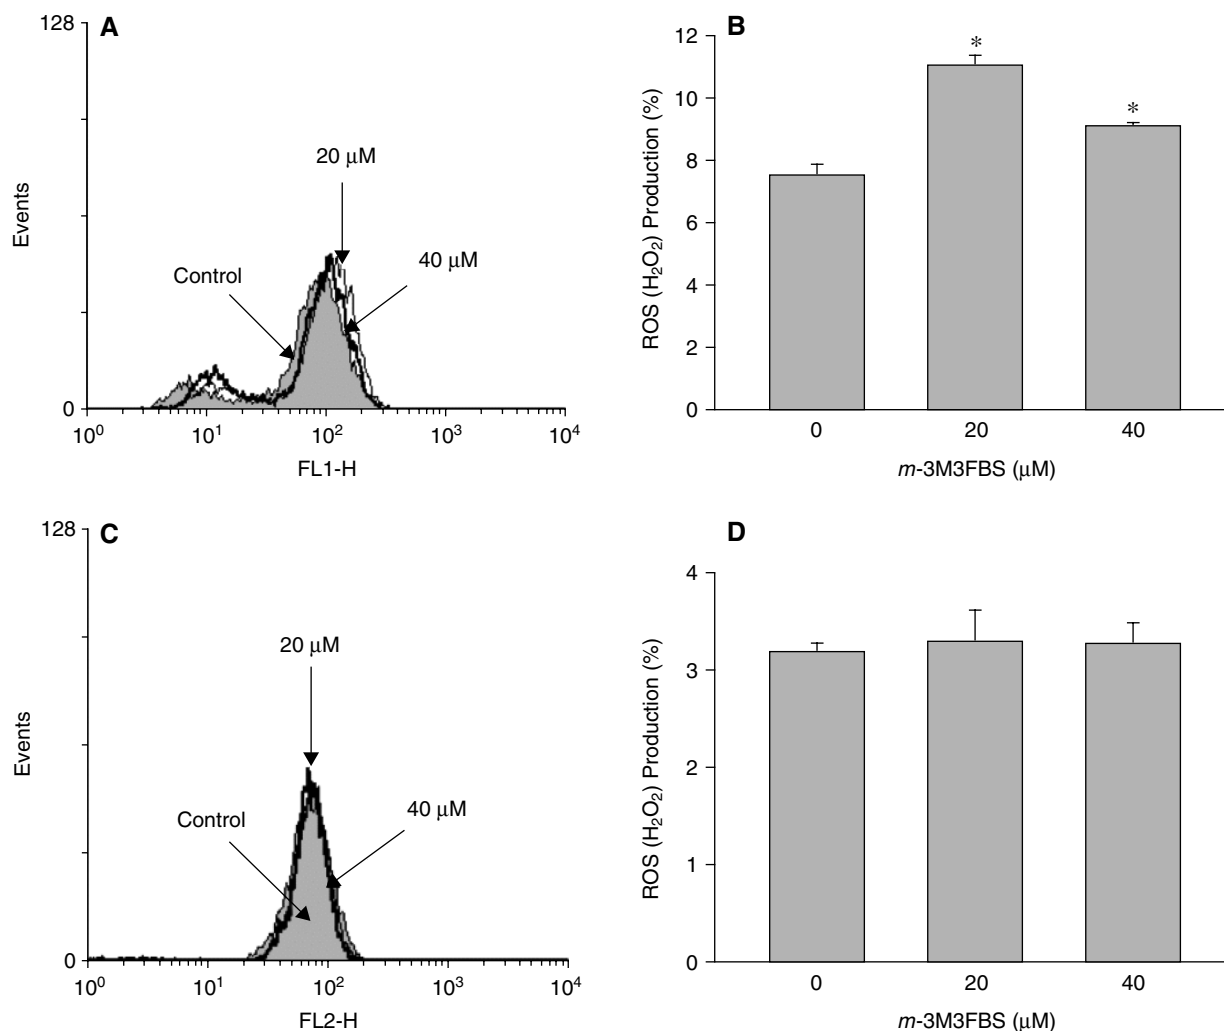 A
128
Events
0
20 μM
Control
40 μM
10⁰ 10¹ 10² 10³ 10⁴
FL1-H
B
ROS (H₂O₂) Production (%)
12
10
8
6
4
2
0
*
*
0 20 40
m-3M3FBS (μM)
C
128
Events
0
20 μM
Control
40 μM
10⁰ 10¹ 10² 10³ 10⁴
FL2-H
D
ROS (H₂O₂) Production (%)
4
3
2
1
0
0 20 40
m-3M3FBS (μM)